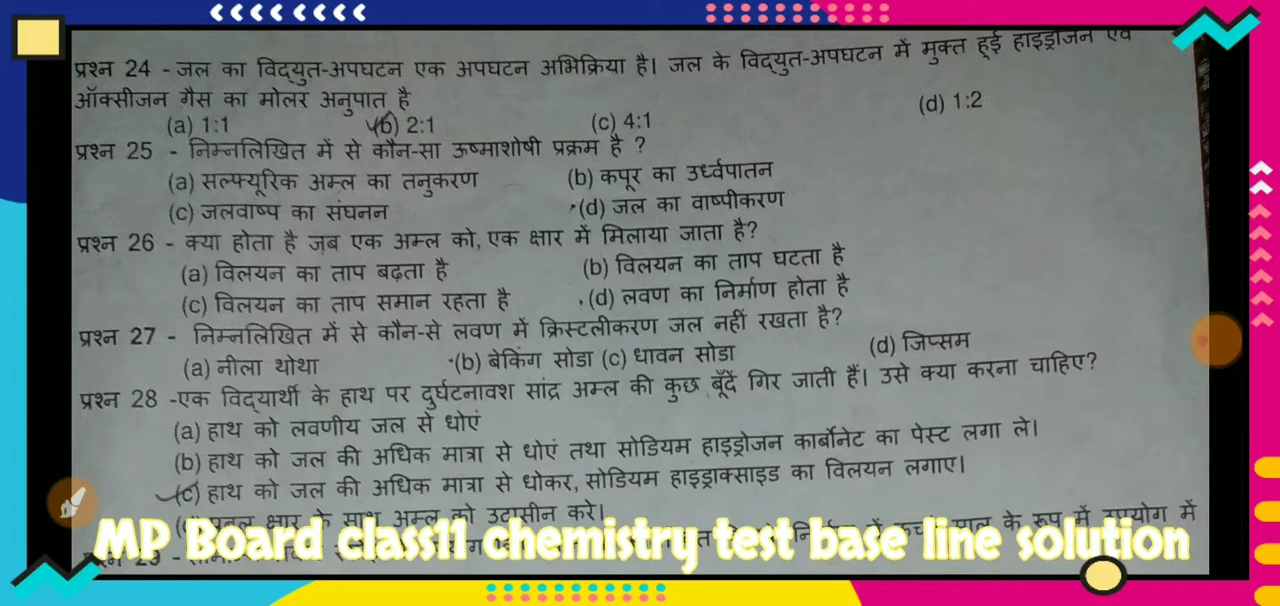 प्रश्न 24 - जल का विद्युत-अपघटन एक अपघटन अभिक्रिया है। जल के विद्युत-अपघटन में मुक्त हुई हाइड्रोजन एवं
ऑक्सीजन गैस का मोलर अनुपात है
(a) 1:1 (b) 2:1 (c) 4:1 (d) 1:2
प्रश्न 25 - निम्नलिखित में से कौन-सा ऊष्माशोषी प्रक्रम है ?
(a) सल्फ्यूरिक अम्ल का तनुकरण (b) कपूर का उर्ध्वपातन
(c) जलवाष्प का संघनन (d) जल का वाष्पीकरण
प्रश्न 26 - क्या होता है जब एक अम्ल को, एक क्षार में मिलाया जाता है?
(a) विलयन का ताप बढ़ता है (b) विलयन का ताप घटता है
(c) विलयन का ताप समान रहता है (d) लवण का निर्माण होता है
प्रश्न 27 - निम्नलिखित में से कौन-से लवण में क्रिस्टलीकरण जल नहीं रखता है?
(a) नीला थोथा (b) बेकिंग सोडा (c) धावन सोडा (d) जिप्सम
प्रश्न 28 -एक विद्यार्थी के हाथ पर दुर्घटनावश सांद्र अम्ल की कुछ बूँदें गिर जाती हैं। उसे क्या करना चाहिए?
(a) हाथ को लवणीय जल से धोएं
(b) हाथ को जल की अधिक मात्रा से धोएं तथा सोडियम हाइड्रोजन कार्बोनेट का पेस्ट लगा ले।
(c) हाथ को जल की अधिक मात्रा से धोकर, सोडियम हाइड्राक्साइड का विलयन लगाए।
क्षार के साथ अम्ल को उदासीन करे।
के रूप में उपयोग में
MP Board class11 chemistry test base line solution